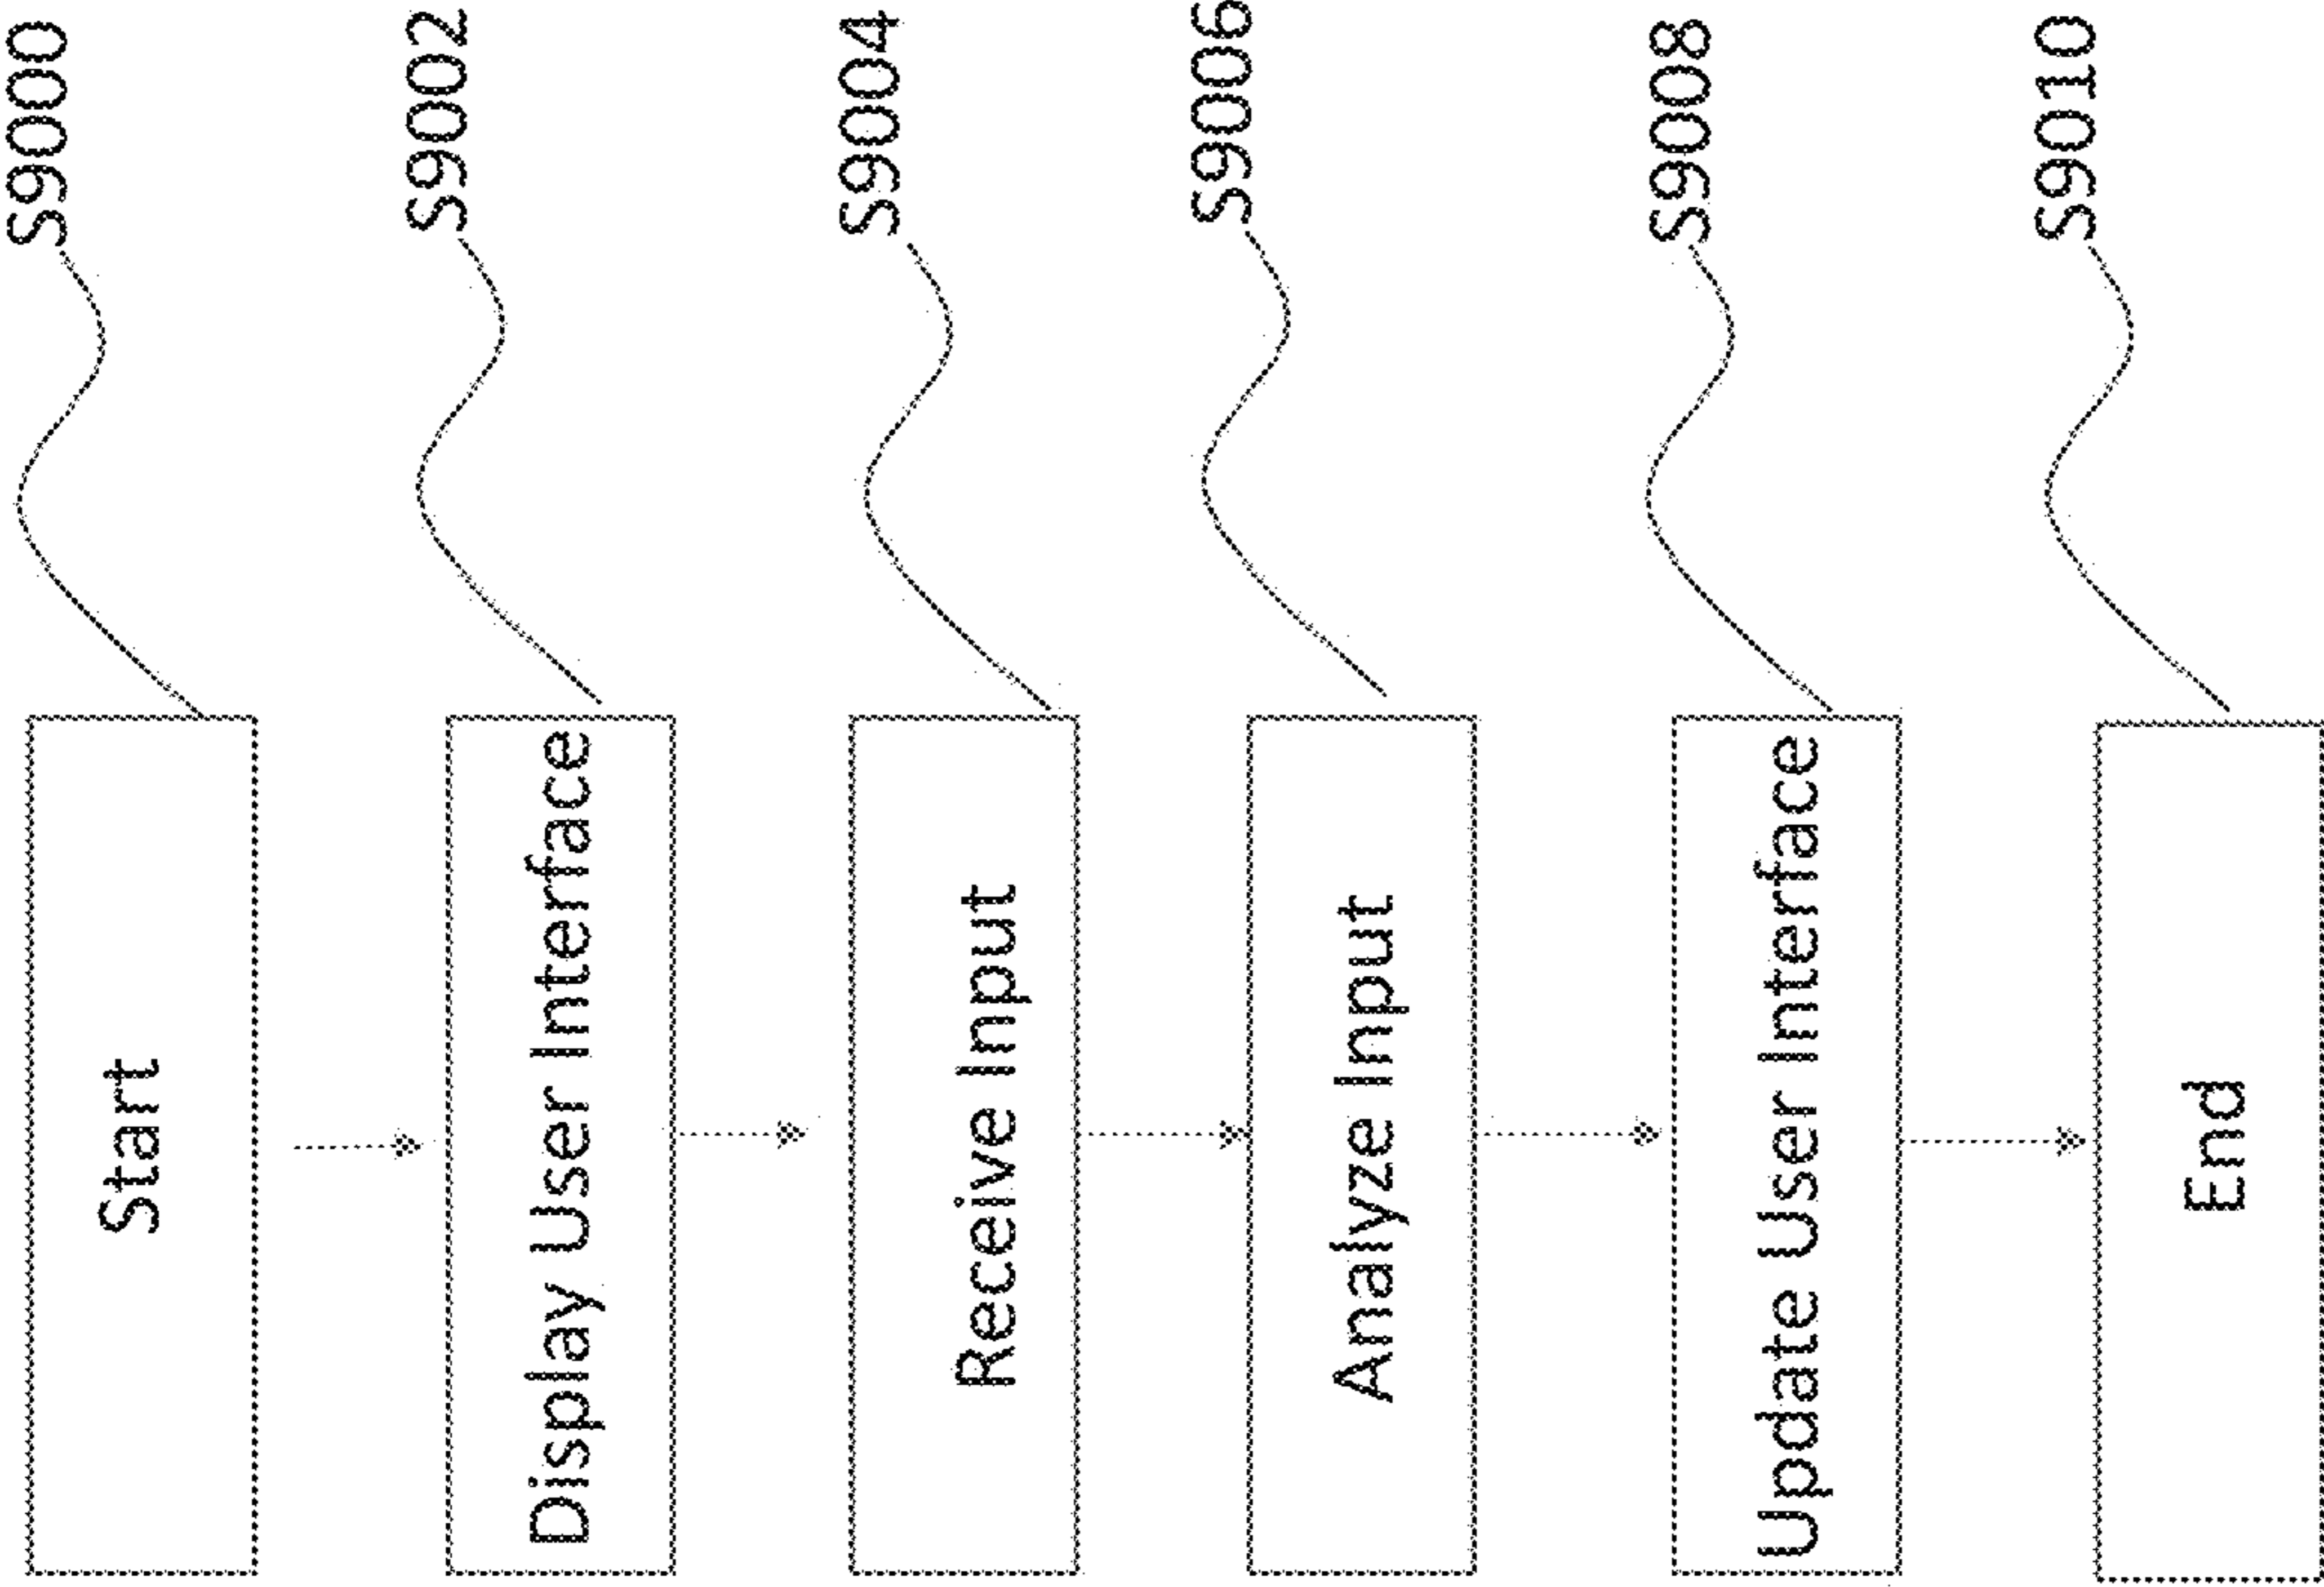 Start
S9000
Display User Interface
S9002
Receive Input
S9004
Analyze Input
S9006
Update User Interface
S9008
End
S9010